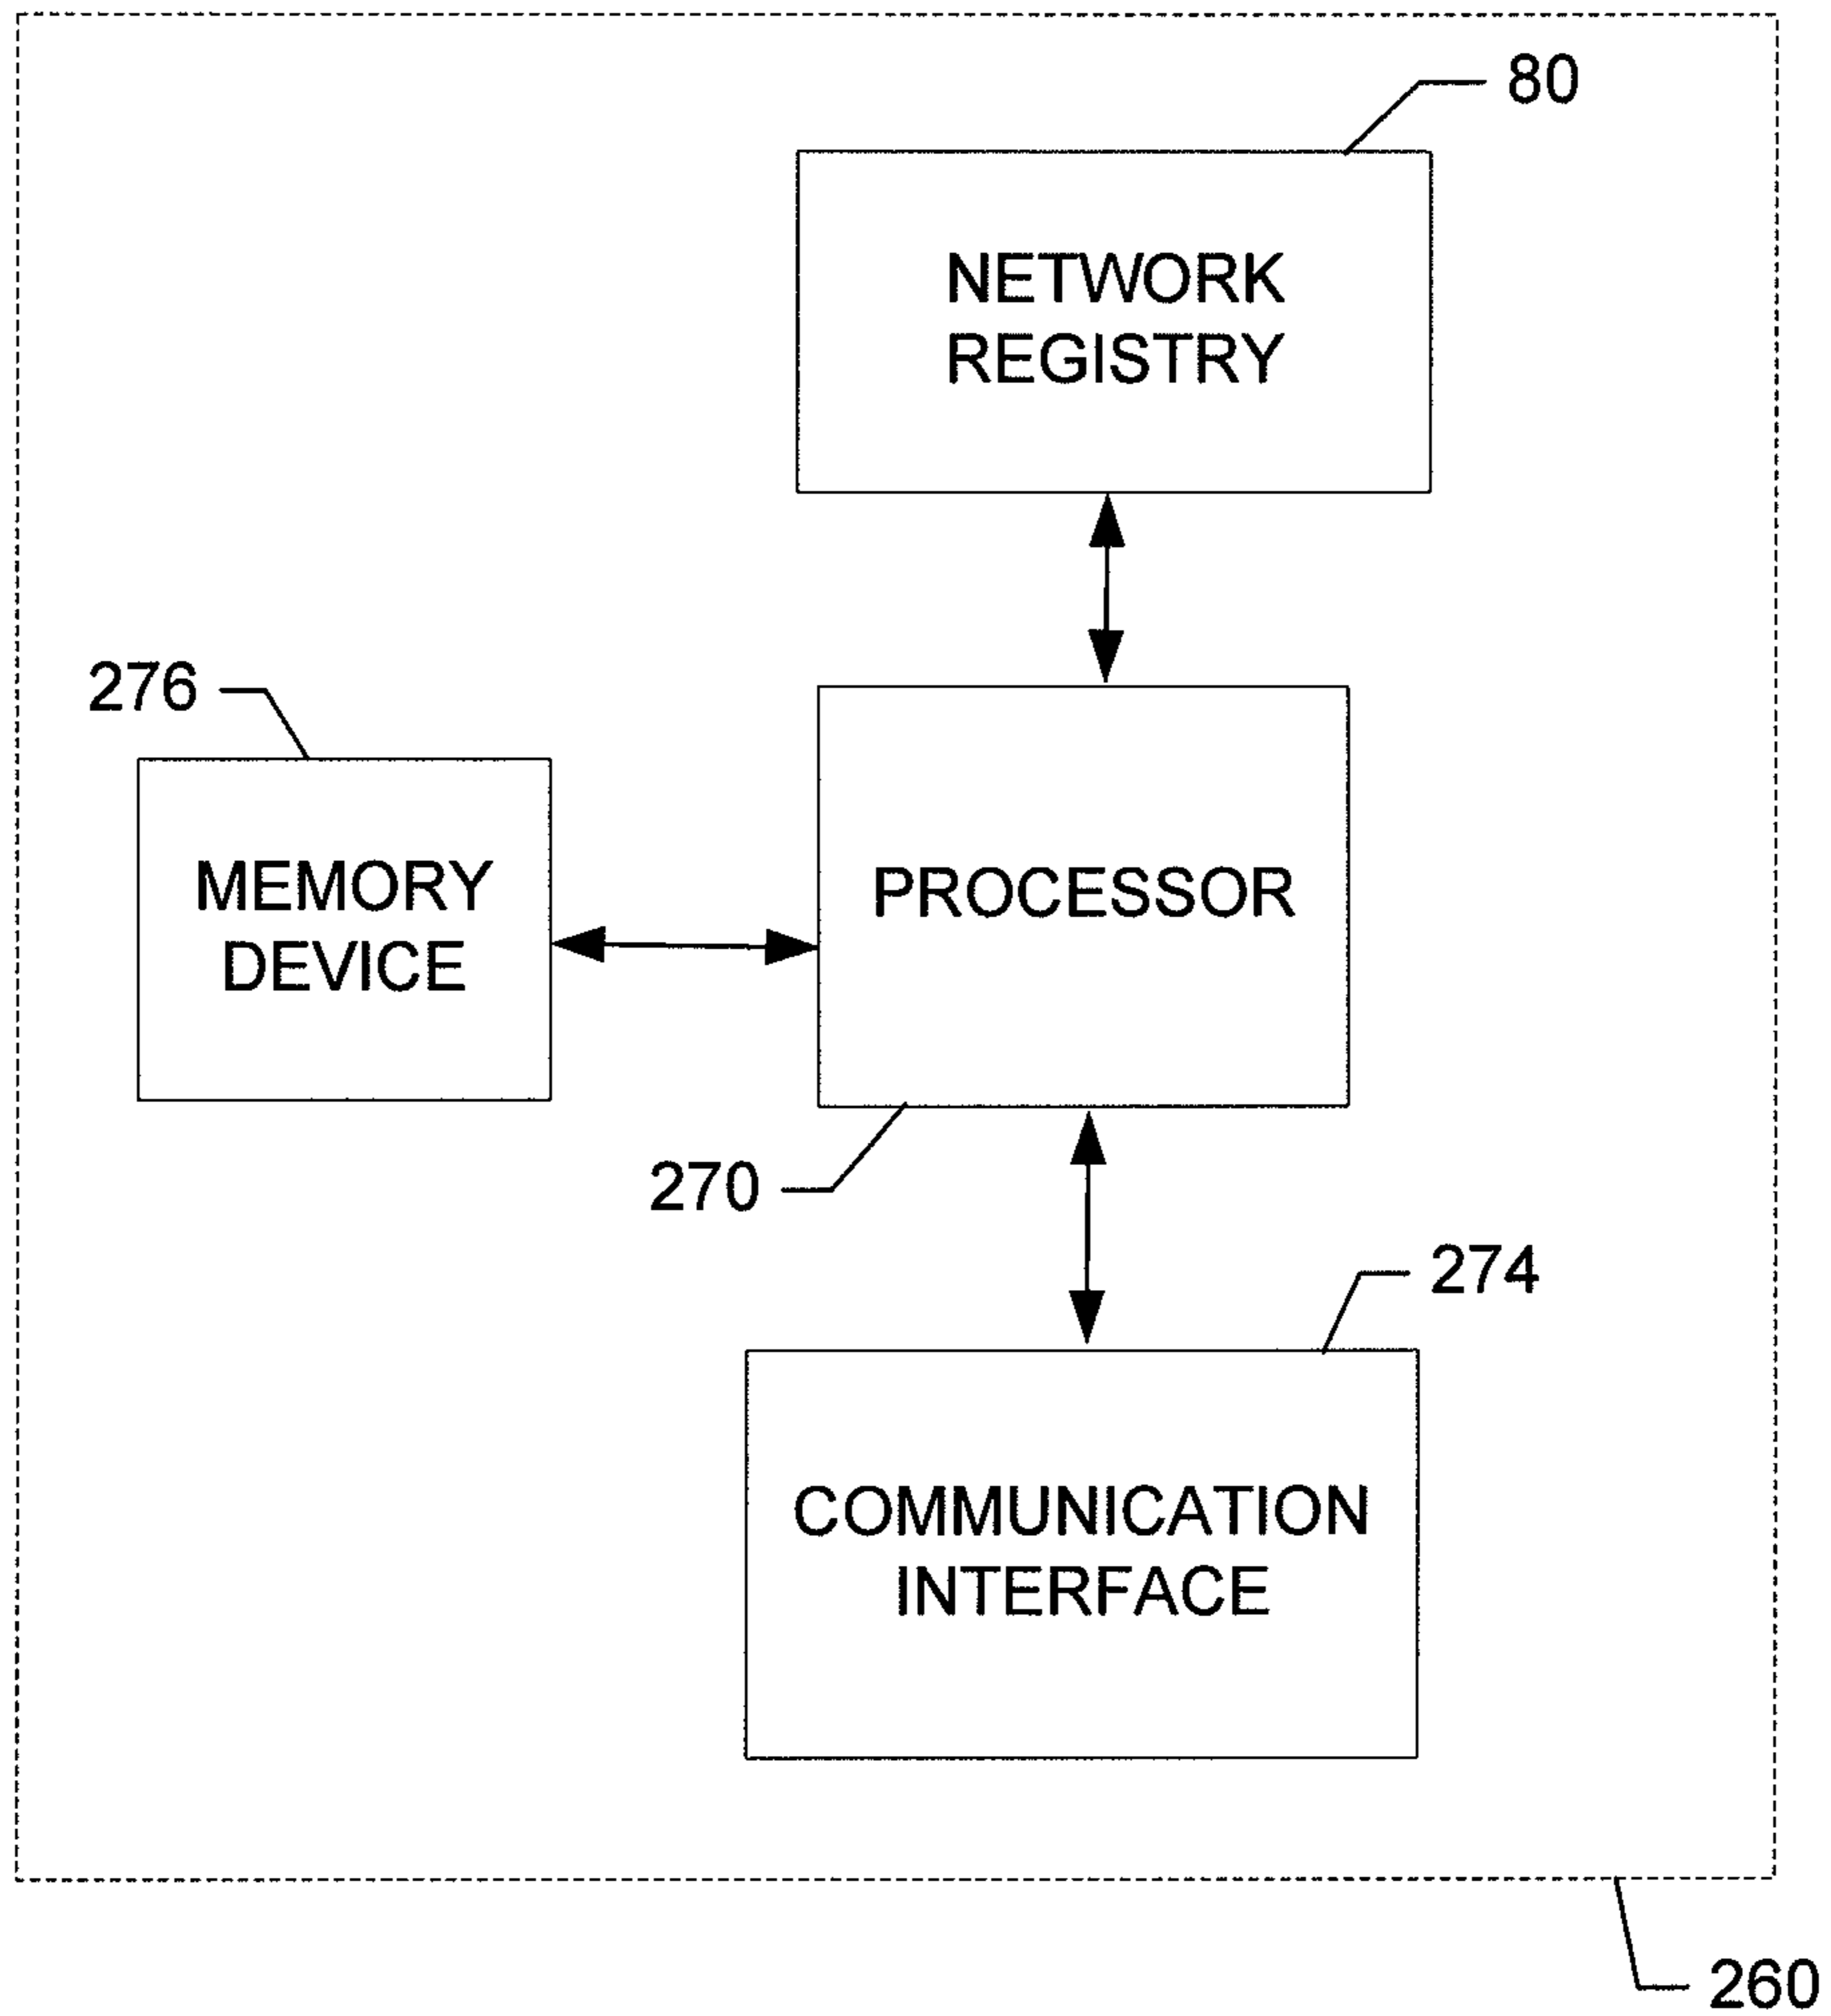 80
NETWORK
REGISTRY
276
MEMORY
DEVICE
PROCESSOR
270
274
COMMUNICATION
INTERFACE
260